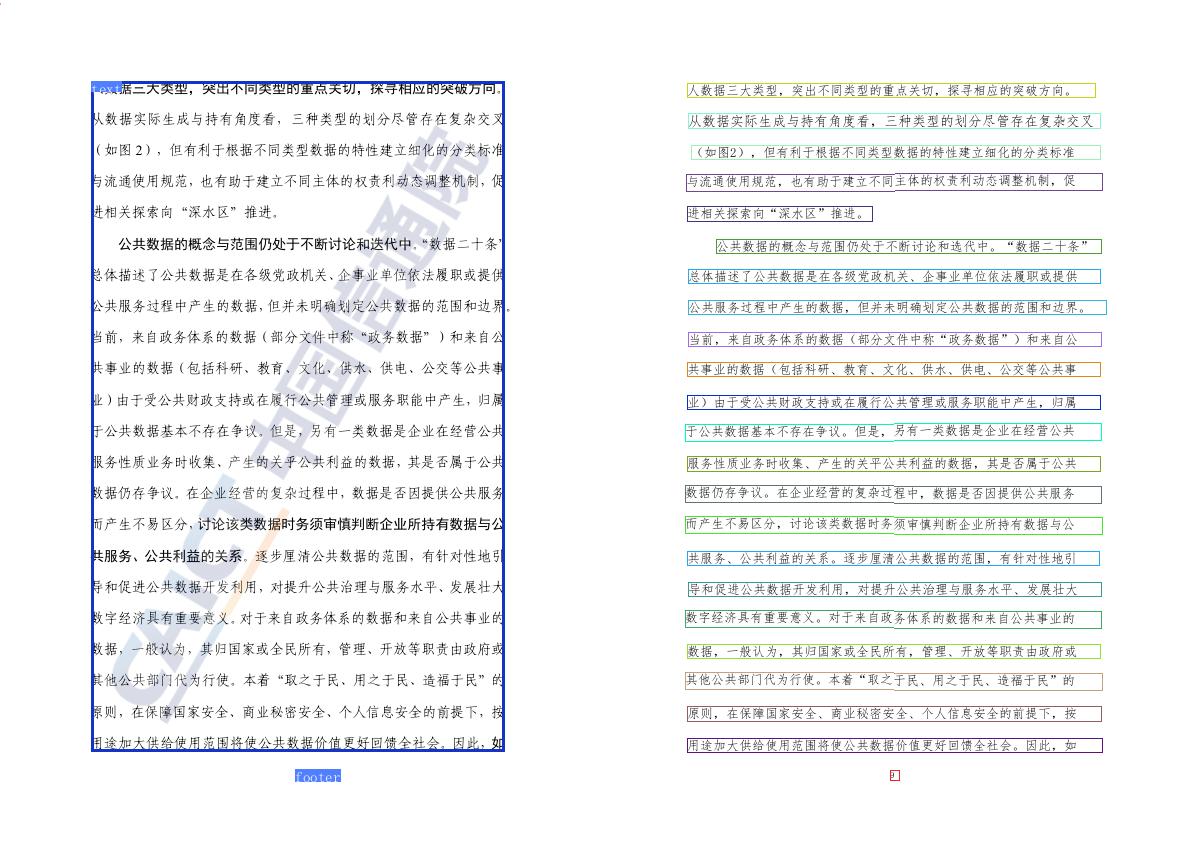 text
据三大类型，突出不同类型的重点关切，探寻相应的突破方向。
从数据实际生成与持有角度看，三种类型的划分尽管存在复杂交叉
（如图 2），但有利于根据不同类型数据的特性建立细化的分类标准
与流通使用规范，也有助于建立不同主体的权责利动态调整机制，促
进相关探索向“深水区”推进。
公共数据的概念与范围仍处于不断讨论和迭代中。“数据二十条”
总体描述了公共数据是在各级党政机关、企事业单位依法履职或提供
公共服务过程中产生的数据，但并未明确划定公共数据的范围和边界。
当前，来自政务体系的数据（部分文件中称“政务数据”）和来自公
共事业的数据（包括科研、教育、文化、供水、供电、公交等公共事
业）由于受公共财政支持或在履行公共管理或服务职能中产生，归属
于公共数据基本不存在争议。但是，另有一类数据是企业在经营公共
服务性质业务时收集、产生的关乎公共利益的数据，其是否属于公共
数据仍存争议。在企业经营的复杂过程中，数据是否因提供公共服务
而产生不易区分，讨论该类数据时务须审慎判断企业所持有数据与公
共服务、公共利益的关系。逐步厘清公共数据的范围，有针对性地引
导和促进公共数据开发利用，对提升公共治理与服务水平、发展壮大
数字经济具有重要意义。对于来自政务体系的数据和来自公共事业的
数据，一般认为，其归国家或全民所有，管理、开放等职责由政府或
其他公共部门代为行使。本着“取之于民、用之于民、造福于民”的
原则，在保障国家安全、商业秘密安全、个人信息安全的前提下，按
用途加大供给使用范围将使公共数据价值更好回馈全社会。因此，如
footer
CAICT 中国信通院
人数据三大类型，突出不同类型的重点关切，探寻相应的突破方向。
从数据实际生成与持有角度看，三种类型的划分尽管存在复杂交叉
（如图2），但有利于根据不同类型数据的特性建立细化的分类标准
与流通使用规范，也有助于建立不同主体的权责利动态调整机制，促
进相关探索向“深水区”推进。
公共数据的概念与范围仍处于不断讨论和选代中。“数据二十条”
总体描述了公共数据是在各级党政机关、企事业单位依法履职或提供
公共服务过程中产生的数据，但并未明确划定公共数据的范围和边界。
当前，来自政务体系的数据（部分文件中称“政务数据”）和来自公
共事业的数据（包括科研、教育、文化、供水、供电、公交等公共事
业）由于受公共财政支持或在履行公共管理或服务职能中产生，归属
于公共数据基本不存在争议。但是，另有一类数据是企业在经营公共
服务性质业务时收集、产生的关平公共利益的数据，其是否属于公共
数据仍存争议。在企业经营的复杂过程中，数据是否因提供公共服务
而产生不易区分，讨论该类数据时务须审慎判断企业所持有数据与公
共服务、公共利益的关系。逐步厘清公共数据的范围，有针对性地引
导和促进公共数据开发利用，对提升公共治理与服务水平、发展壮大
数字经济具有重要意义。对于来自政务体系的数据和来自公共事业的
数据，一般认为，其归国家或全民所有，管理、开放等职责由政府或
其他公共部门代为行使。本着“取之于民、用之于民、造福于民”的
原则，在保障国家安全、商业秘密安全、个人信息安全的前提下，按
用途加大供给使用范围将使公共数据价值更好回馈全社会。因此，如
9